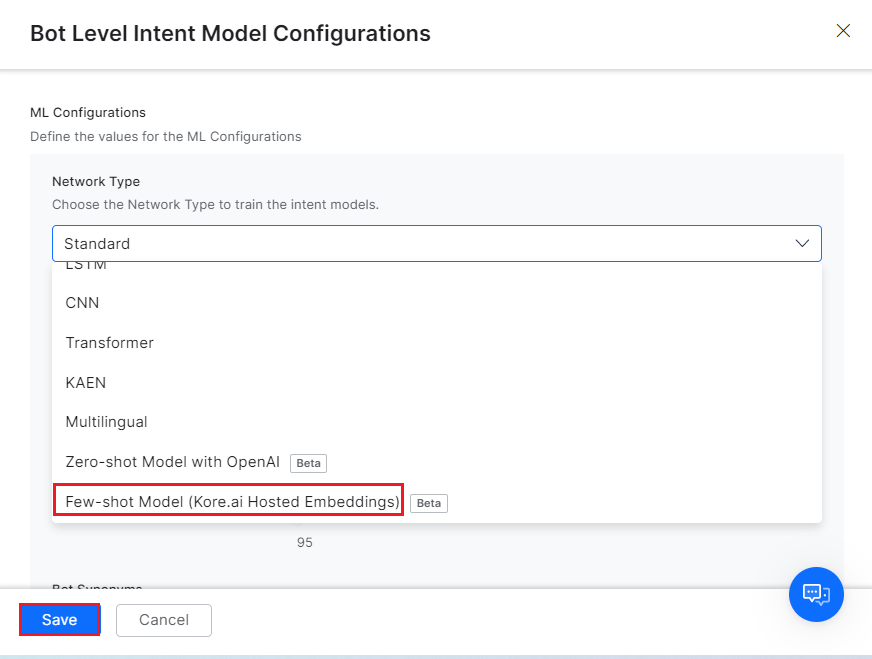 Bot Level Intent Model Configurations
ML Configurations
Define the values for the ML Configurations
Network Type
Choose the Network Type to train the intent models.
Standard
LSTM
CNN
Transformer
KAEN
Multilingual
Zero-shot Model with OpenAI Beta
Few-shot Model (Kore.ai Hosted Embeddings) Beta
95
Bot Synonyms
Save Cancel